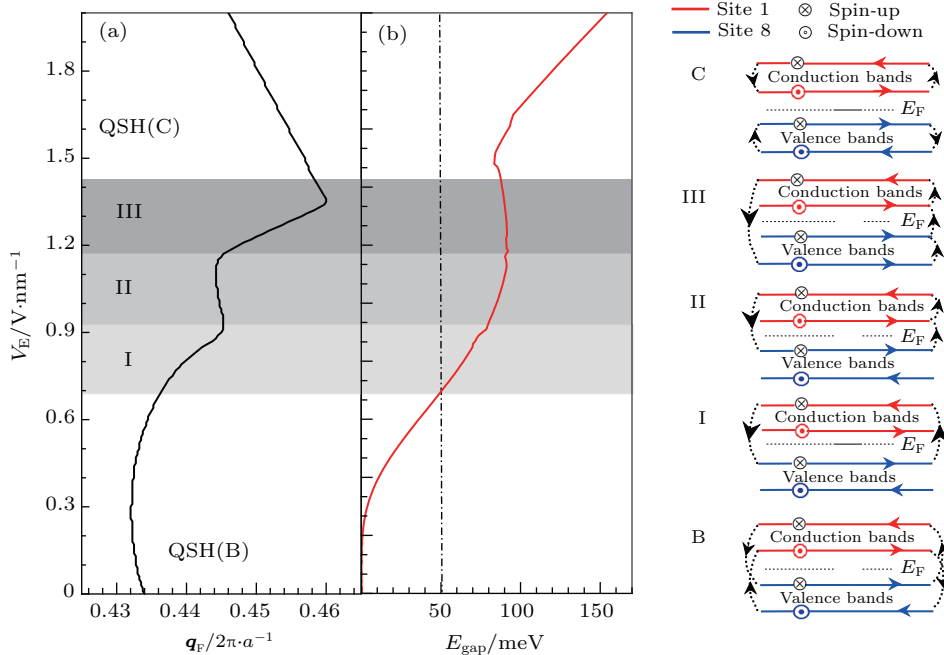 (a)
(b)
1.8
1.5
1.2
0.9
0.6
0.3
0
V_E/V·nm⁻¹
QSH(C)
III
II
I
QSH(B)
0.43 0.44 0.45 0.46
q_F/2π·a⁻¹
50 100 150
E_gap/meV
Site 1 ⊗ Spin-up
Site 8 ⊙ Spin-down
C
Conduction bands
E_F
Valence bands
III
Conduction bands
E_F
Valence bands
II
Conduction bands
E_F
Valence bands
I
Conduction bands
E_F
Valence bands
B
Conduction bands
E_F
Valence bands